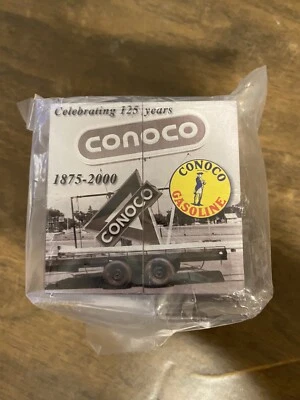 Celebrating 125 years
CONOCO
1875-2000
CONOCO
GASOLINE
CONOCO